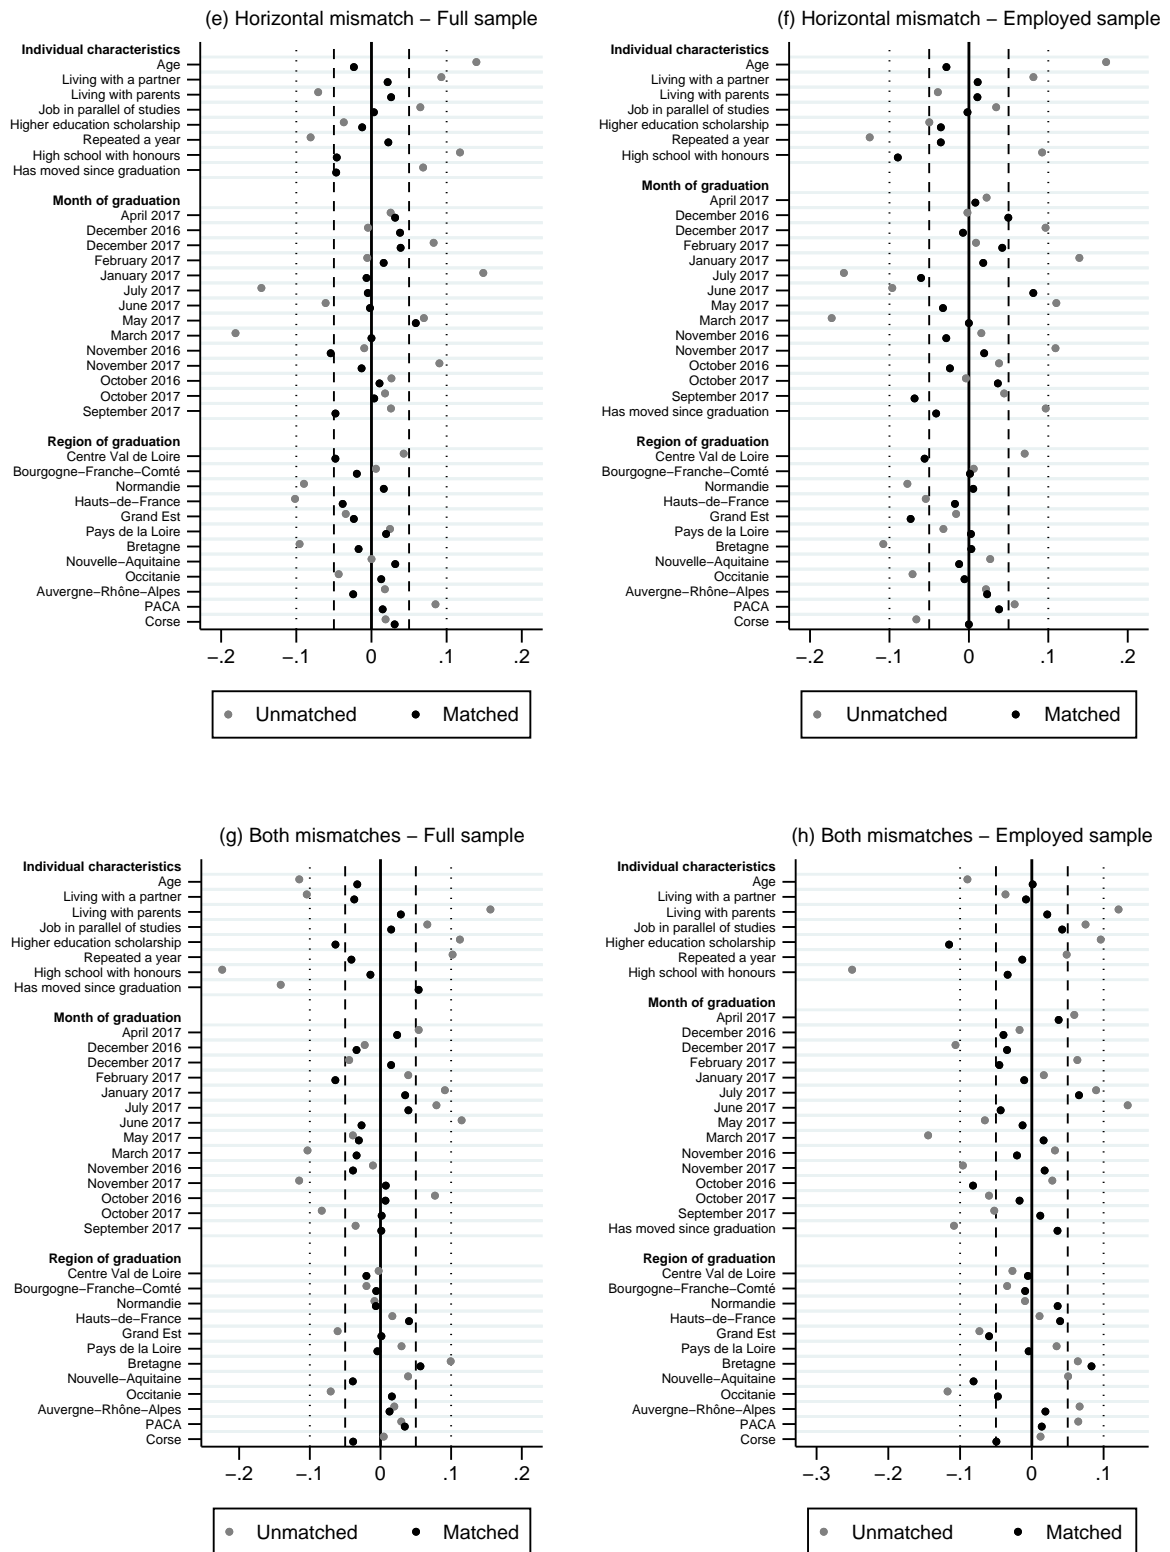 (e) Horizontal mismatch – Full sample
Individual characteristics
Age
Living with a partner
Living with parents
Job in parallel of studies
Higher education scholarship
Repeated a year
High school with honours
Has moved since graduation
Month of graduation
April 2017
December 2016
December 2017
February 2017
January 2017
July 2017
June 2017
May 2017
March 2017
November 2016
November 2017
October 2016
October 2017
September 2017
Region of graduation
Centre Val de Loire
Bourgogne–Franche–Comté
Normandie
Hauts–de–France
Grand Est
Pays de la Loire
Bretagne
Nouvelle–Aquitaine
Occitanie
Auvergne–Rhône–Alpes
PACA
Corse
–.2 –.1 0 .1 .2
Unmatched Matched
(f) Horizontal mismatch – Employed sample
Individual characteristics
Age
Living with a partner
Living with parents
Job in parallel of studies
Higher education scholarship
Repeated a year
High school with honours
Month of graduation
April 2017
December 2016
December 2017
February 2017
January 2017
July 2017
June 2017
May 2017
March 2017
November 2016
November 2017
October 2016
October 2017
September 2017
Has moved since graduation
Region of graduation
Centre Val de Loire
Bourgogne–Franche–Comté
Normandie
Hauts–de–France
Grand Est
Pays de la Loire
Bretagne
Nouvelle–Aquitaine
Occitanie
Auvergne–Rhône–Alpes
PACA
Corse
–.2 –.1 0 .1 .2
Unmatched Matched
(g) Both mismatches – Full sample
Individual characteristics
Age
Living with a partner
Living with parents
Job in parallel of studies
Higher education scholarship
Repeated a year
High school with honours
Has moved since graduation
Month of graduation
April 2017
December 2016
December 2017
February 2017
January 2017
July 2017
June 2017
May 2017
March 2017
November 2016
November 2017
October 2016
October 2017
September 2017
Region of graduation
Centre Val de Loire
Bourgogne–Franche–Comté
Normandie
Hauts–de–France
Grand Est
Pays de la Loire
Bretagne
Nouvelle–Aquitaine
Occitanie
Auvergne–Rhône–Alpes
PACA
Corse
–.2 –.1 0 .1 .2
Unmatched Matched
(h) Both mismatches – Employed sample
Individual characteristics
Age
Living with a partner
Living with parents
Job in parallel of studies
Higher education scholarship
Repeated a year
High school with honours
Month of graduation
April 2017
December 2016
December 2017
February 2017
January 2017
July 2017
June 2017
May 2017
March 2017
November 2016
November 2017
October 2016
October 2017
September 2017
Has moved since graduation
Region of graduation
Centre Val de Loire
Bourgogne–Franche–Comté
Normandie
Hauts–de–France
Grand Est
Pays de la Loire
Bretagne
Nouvelle–Aquitaine
Occitanie
Auvergne–Rhône–Alpes
PACA
Corse
–.3 –.2 –.1 0 .1
Unmatched Matched